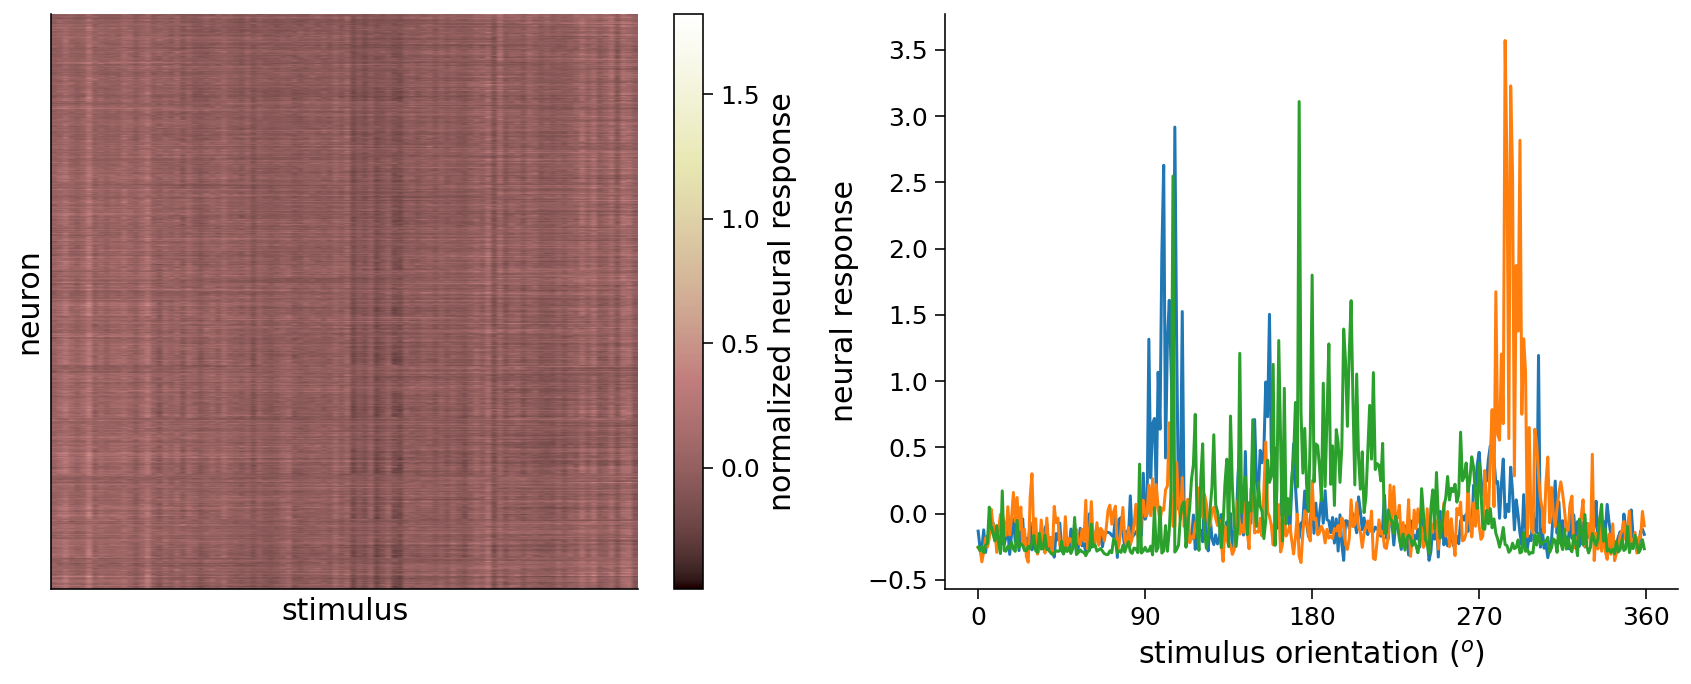 neuron
stimulus
1.5
1.0
0.5
0.0
normalized neural response
neural response
3.5
3.0
2.5
2.0
1.5
1.0
0.5
0.0
−0.5
0 90 180 270 360
stimulus orientation (o)